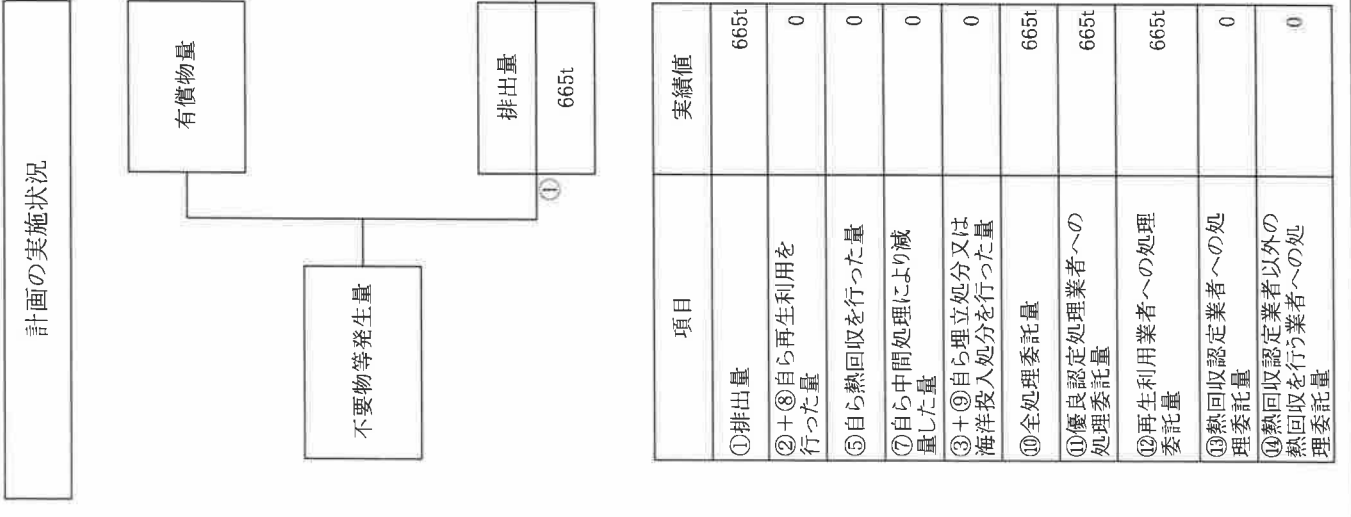 計画の実施状況
有償物量
不要物等発生量
①
排出量
665t
項目
実績値
①排出量
665t
②+⑧自ら再生利用を
行った量
0
⑤自ら熱回収を行った量
0
⑦自ら中間処理により減
量した量
0
③+⑨自ら埋立処分又は
海洋投入処分を行った量
0
⑩全処理委託量
665t
⑪優良認定処理業者への
処理委託量
665t
⑫再生利用業者への処理
委託量
665t
⑬熱回収認定業者への処
理委託量
0
⑭熱回収認定業者以外の
熱回収を行う業者への処
理委託量
0